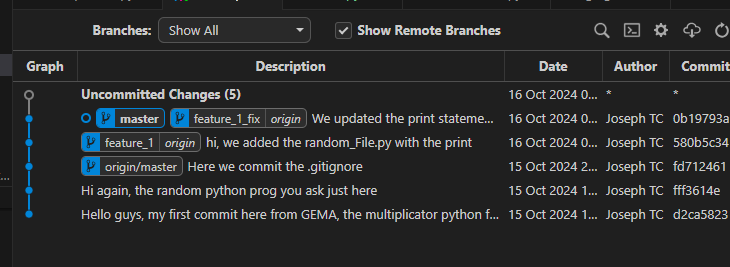 Branches: Show All Show Remote Branches
Graph Description Date Author Commit
Uncommitted Changes (5) 16 Oct 2024 0... * *
master feature_1_fix origin We updated the print stateme... 16 Oct 2024 0... Joseph TC 0b19793a
feature_1 origin hi, we added the random_File.py with the print 16 Oct 2024 0... Joseph TC 580b5c34
origin/master Here we commit the .gitignore 15 Oct 2024 2... Joseph TC fd712461
Hi again, the random python prog you ask just here 15 Oct 2024 1... Joseph TC fff3614e
Hello guys, my first commit here from GEMA, the multiplicator python f... 15 Oct 2024 1... Joseph TC d2ca5823